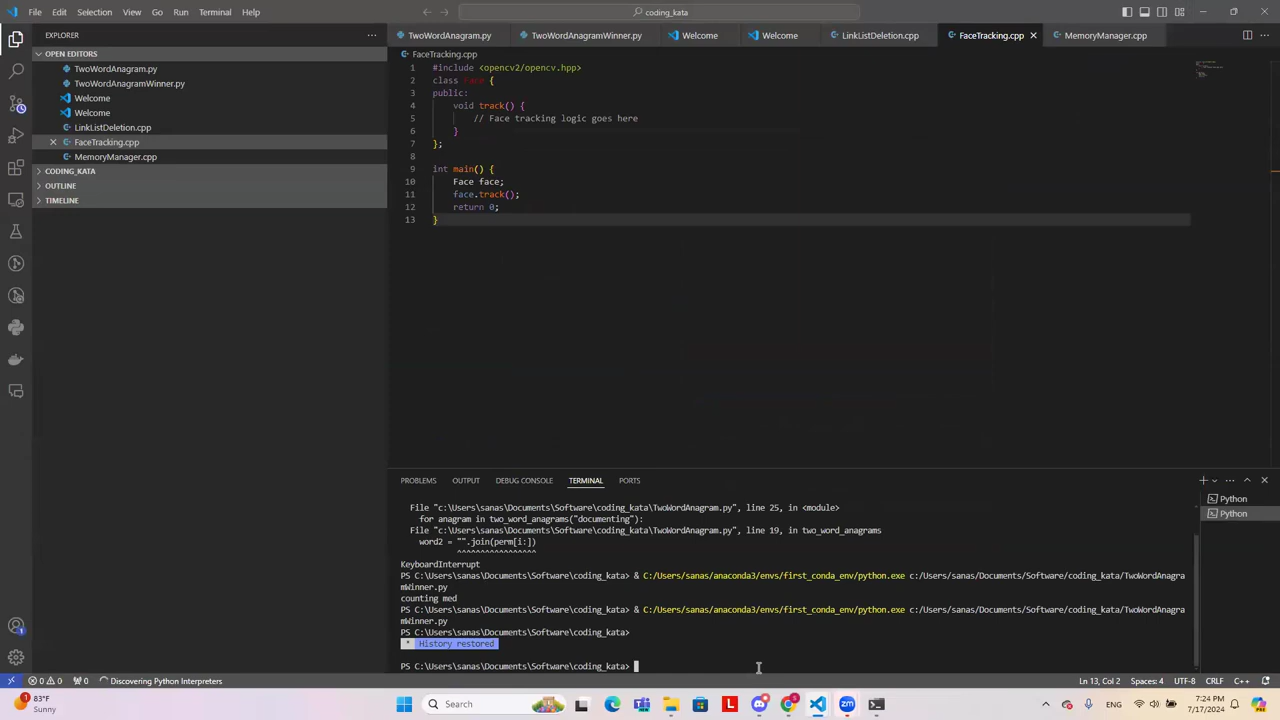 File Edit Selection View Go Run Terminal Help
coding_kata
EXPLORER
OPEN EDITORS
TwoWordAnagram.py
TwoWordAnagramWinner.py
Welcome
Welcome
LinkListDeletion.cpp
FaceTracking.cpp
MemoryManager.cpp
CODING_KATA
OUTLINE
TIMELINE
TwoWordAnagram.py TwoWordAnagramWinner.py Welcome Welcome LinkListDeletion.cpp FaceTracking.cpp MemoryManager.cpp
FaceTracking.cpp
1 #include <opencv2/opencv.hpp>
2 class Face {
3 public:
4 void track() {
5 // Face tracking logic goes here
6 }
7 };
8
9 int main() {
10 Face face;
11 face.track();
12 return 0;
13 }
PROBLEMS OUTPUT DEBUG CONSOLE TERMINAL PORTS
File "c:\Users\sanas\Documents\Software\coding_kata\TwoWordAnagram.py", line 25, in <module>
for anagram in two_word_anagrams("documenting"):
File "c:\Users\sanas\Documents\Software\coding_kata\TwoWordAnagram.py", line 19, in two_word_anagrams
word2 = "".join(perm[i:])
^^^^^^^^^^^^^^^^^
KeyboardInterrupt
PS C:\Users\sanas\Documents\Software\coding_kata> & C:/Users/sanas/anaconda3/envs/first_conda_env/python.exe c:/Users/sanas/Documents/Software/coding_kata/TwoWordAnagra
mWinner.py
counting med
PS C:\Users\sanas\Documents\Software\coding_kata> & C:/Users/sanas/anaconda3/envs/first_conda_env/python.exe c:/Users/sanas/Documents/Software/coding_kata/TwoWordAnagra
mWinner.py
PS C:\Users\sanas\Documents\Software\coding_kata>
* History restored
PS C:\Users\sanas\Documents\Software\coding_kata>
Python
Python
0 0 0 Discovering Python Interpreters
Ln 13, Col 2 Spaces: 4 UTF-8 CRLF C++
83°F
Sunny
Search
ENG
7:24 PM
7/17/2024